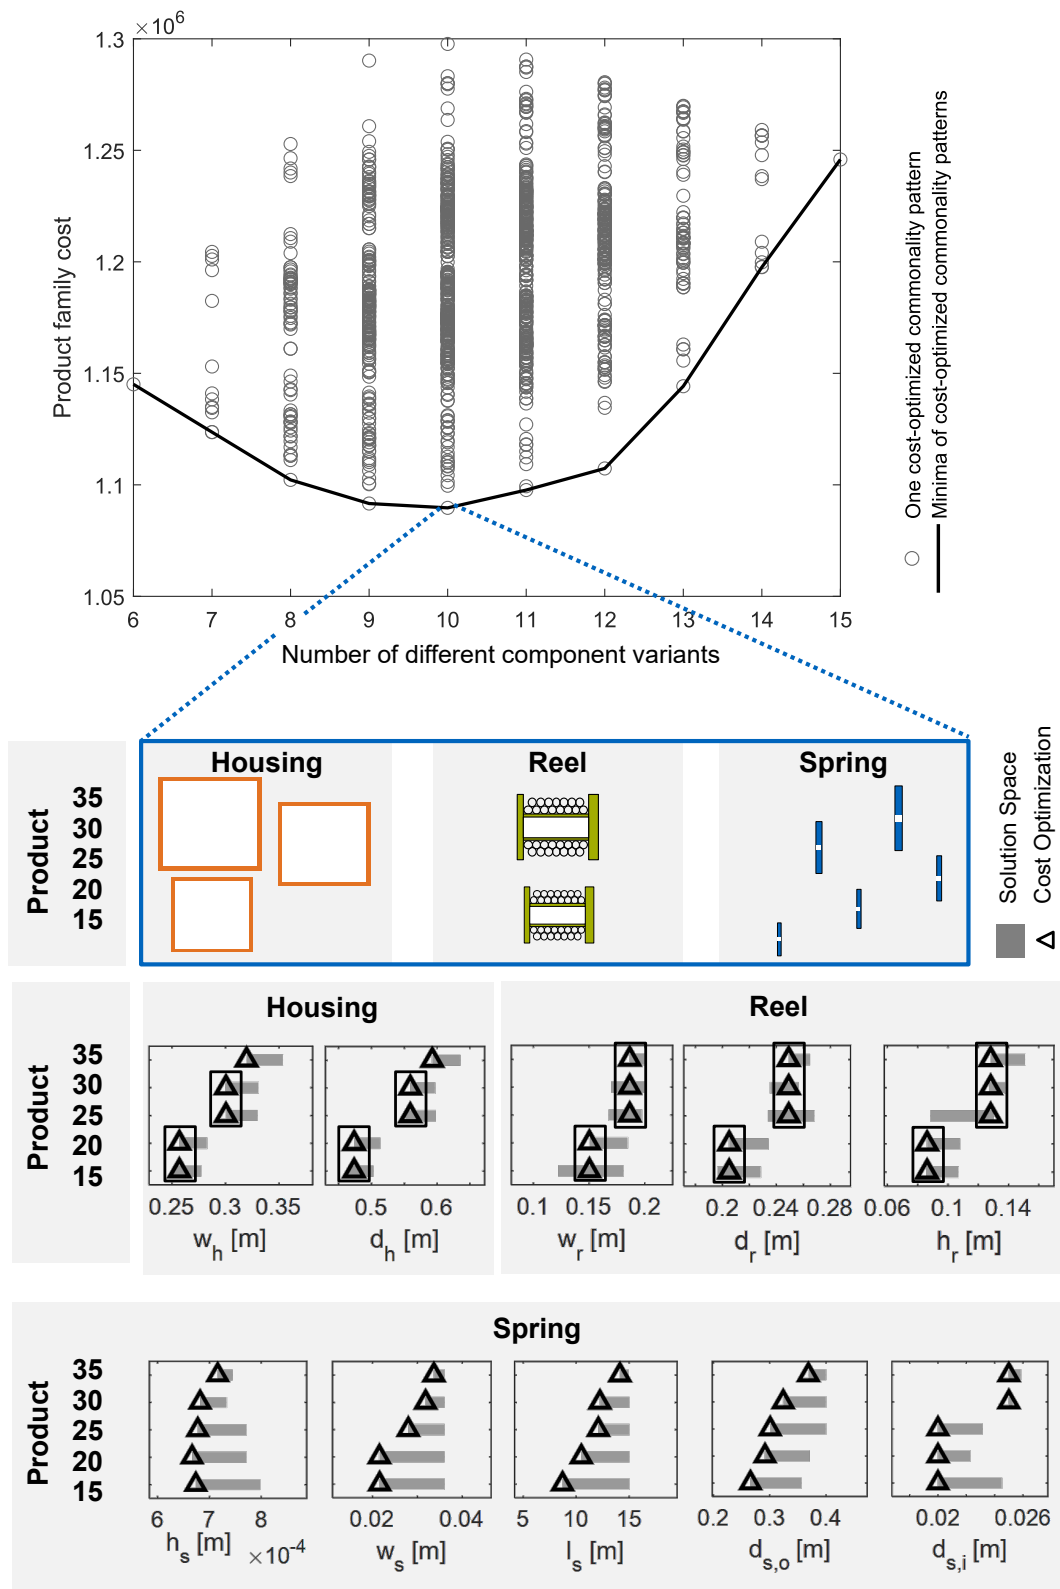 ×10⁶
1.3
1.25
1.2
1.15
1.1
1.05
Product family cost
6 7 8 9 10 11 12 13 14 15
Number of different component variants
One cost-optimized commonality pattern
Minima of cost-optimized commonality patterns
Housing Reel Spring
Product
35
30
25
20
15
Solution Space
Cost Optimization
Housing Reel
Product
35
30
25
20
15
0.25 0.3 0.35
w_h [m]
0.5 0.6
d_h [m]
0.1 0.15 0.2
w_r [m]
0.2 0.24 0.28
d_r [m]
0.06 0.1 0.14
h_r [m]
Spring
Product
35
30
25
20
15
6 7 8
h_s [m] ×10⁻⁴
0.02 0.04
w_s [m]
5 10 15
l_s [m]
0.2 0.3 0.4
d_s,o [m]
0.02 0.026
d_s,i [m]